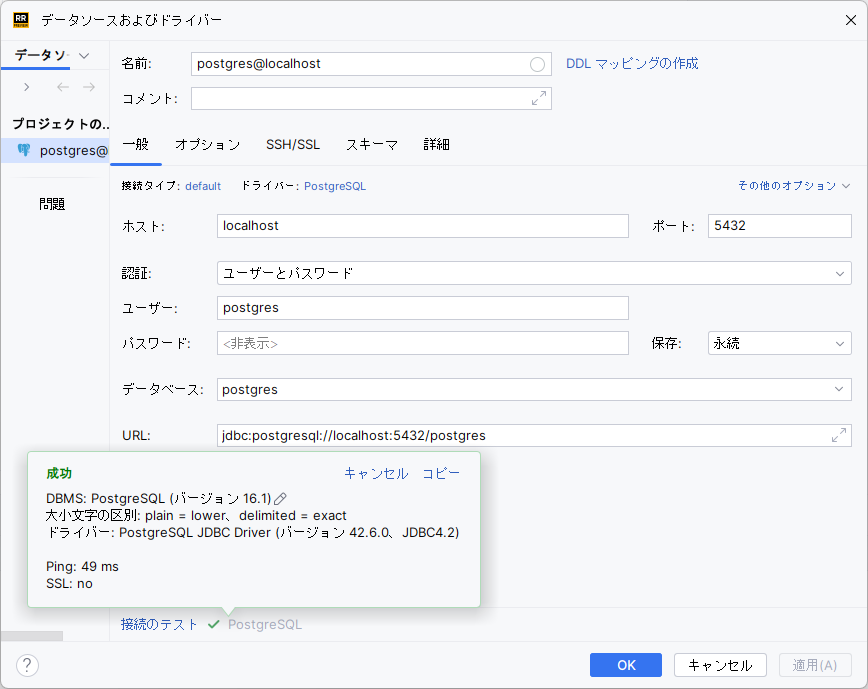 RR データソースおよびドライバー
データソ
プロジェクトの..
postgres@
問題
名前: postgres@localhost DDL マッピングの作成
コメント:
一般 オプション SSH/SSL スキーマ 詳細
接続タイプ: default ドライバー: PostgreSQL その他のオプション
ホスト: localhost ポート: 5432
認証: ユーザーとパスワード
ユーザー: postgres
パスワード: <非表示> 保存: 永続
データベース: postgres
URL: jdbc:postgresql://localhost:5432/postgres
成功 キャンセル コピー
DBMS: PostgreSQL (バージョン 16.1)
大小文字の区別: plain = lower、delimited = exact
ドライバー: PostgreSQL JDBC Driver (バージョン 42.6.0、JDBC4.2)
Ping: 49 ms
SSL: no
接続のテスト PostgreSQL
? OK キャンセル 適用(A)